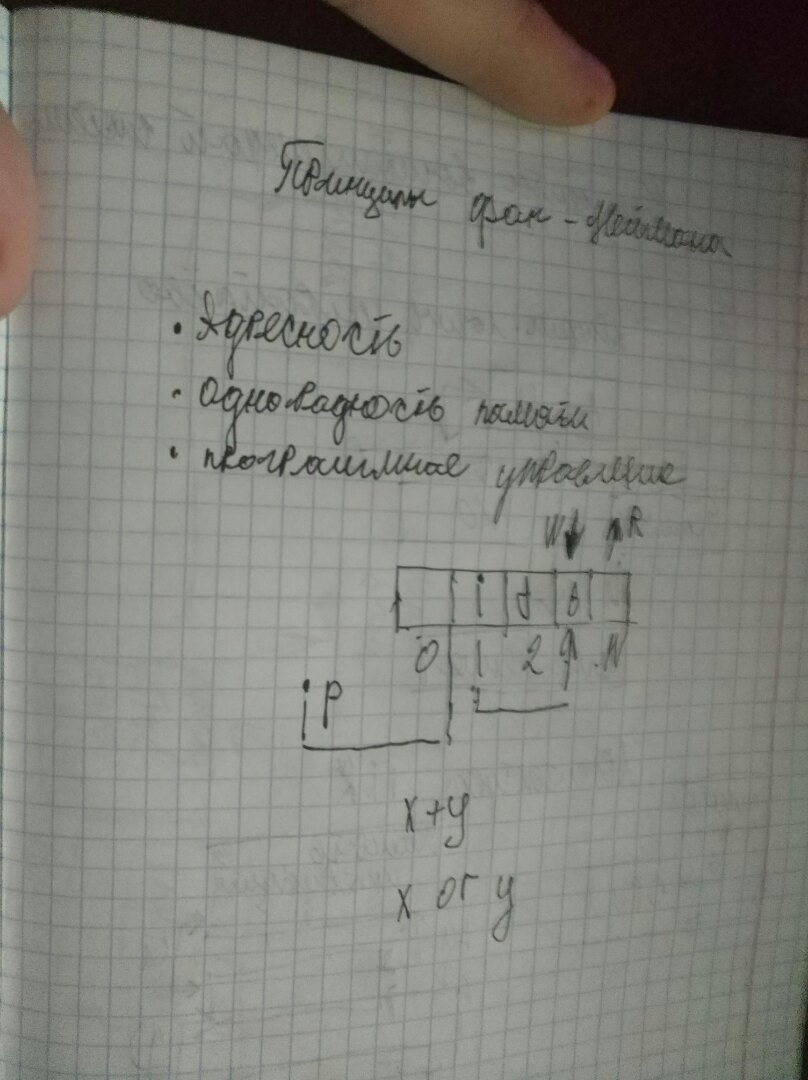 Принципы фон-Неймана
• Адресность
• Однородность памяти
• программное управление
W R
i d
0 1 2 N
iP
x+y
x or y